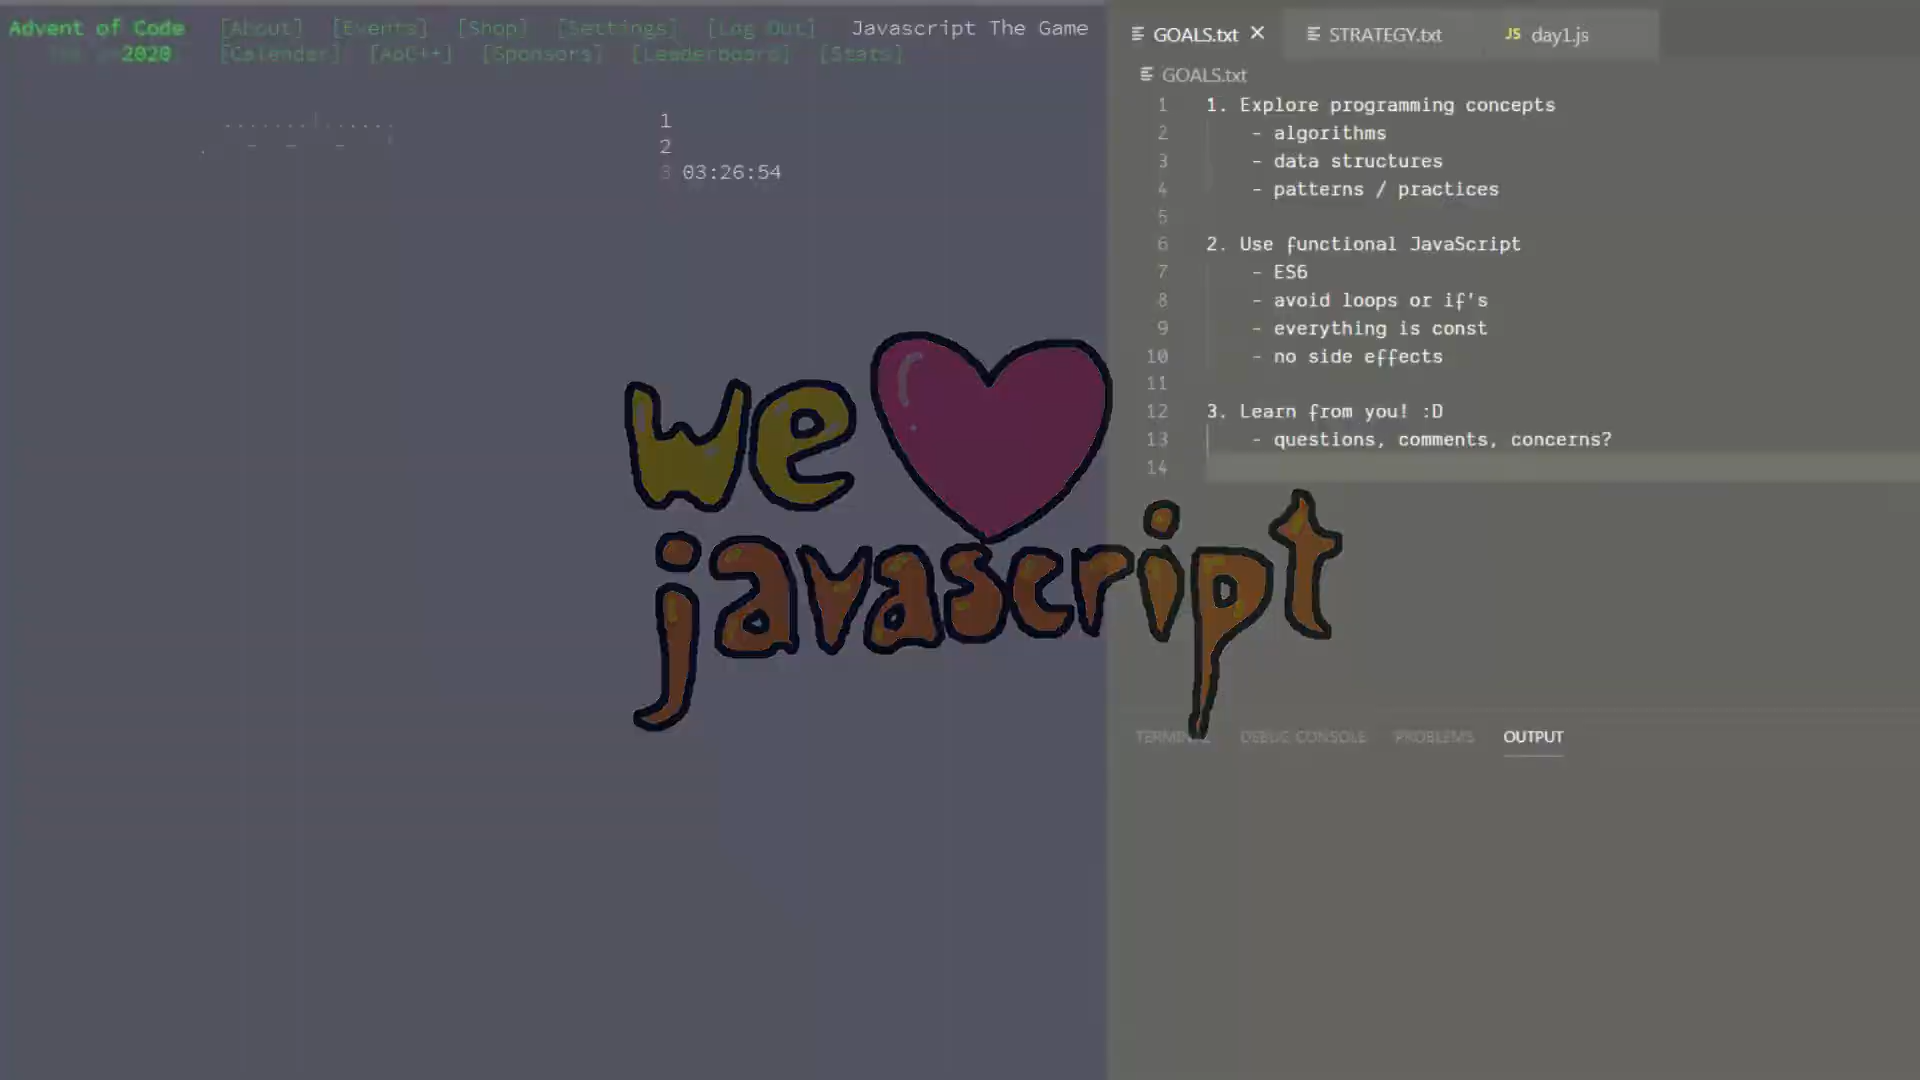 Advent of Code [About] [Events] [Shop] [Settings] [Log Out] Javascript The Game
2020 [Calendar] [AoC++] [Sponsors] [Leaderboard] [Stats]
1
2
3 03:26:54
GOALS.txt STRATEGY.txt JS day1.js
GOALS.txt
1 1. Explore programming concepts
2 - algorithms
3 - data structures
4 - patterns / practices
5
6 2. Use functional JavaScript
7 - ES6
8 - avoid loops or if's
9 - everything is const
10 - no side effects
11
12 3. Learn from you! :D
13 - questions, comments, concerns?
14
we
javascript
TERMINAL DEBUG CONSOLE PROBLEMS OUTPUT